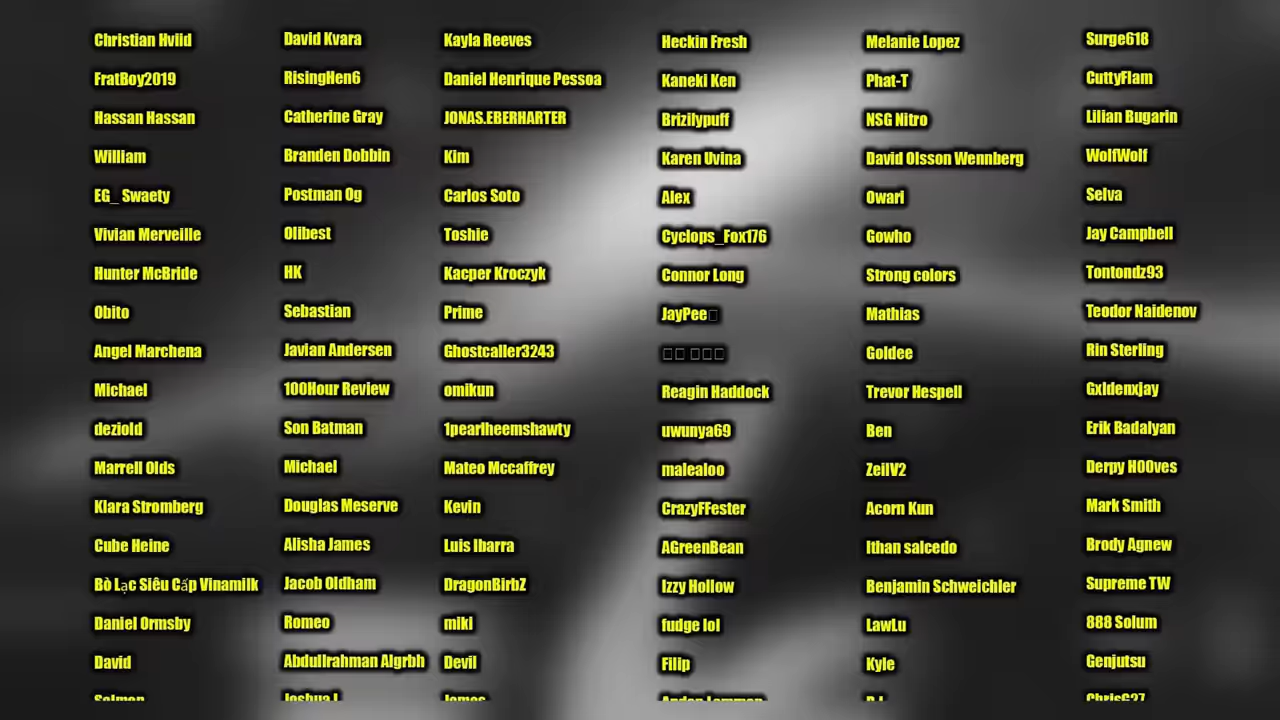 Christian Hviid
FratBoy2019
Hassan Hassan
William
EG_ Swaety
Vivian Merveille
Hunter McBride
Obito
Angel Marchena
Michael
deziold
Marrell Olds
Klara Stromberg
Cube Heine
Bò Lạc Siêu Cấp Vinamilk
Daniel Ormsby
David
Solmon
David Kvara
RisingHen6
Catherine Gray
Branden Dobbin
Postman Og
Olibest
HK
Sebastian
Javian Andersen
100Hour Review
Son Batman
Michael
Douglas Meserve
Alisha James
Jacob Oldham
Romeo
Abdullrahman Algrbh
Joshua
Kayla Reeves
Daniel Henrique Pessoa
JONAS.EBERHARTER
Kim
Carlos Soto
Toshie
Kacper Kroczyk
Prime
Ghostcaller3243
omikun
1pearlheemshawty
Mateo Mccaffrey
Kevin
Luis Ibarra
DragonBirbZ
miki
Devil
James
Heckin Fresh
Kaneki Ken
Brizilypuff
Karen Uvina
Alex
Cyclops_Fox176
Connor Long
JayPee
Reagin Haddock
uwunya69
malealoo
CrazyFFester
AGreenBean
Izzy Hollow
fudge lol
Filip
Melanie Lopez
Phat-T
NSG Nitro
David Olsson Wennberg
Owari
Gowho
Strong colors
Mathias
Goldee
Trevor Hespell
Ben
ZeilV2
Acorn Kun
Ithan salcedo
Benjamin Schweichler
LawLu
Kyle
Surge618
CuttyFlam
Lilian Bugarin
WolfWolf
Selva
Jay Campbell
Tontondz93
Teodor Naidenov
Rin Sterling
GxldenxJay
Erik Badalyan
Derpy H00ves
Mark Smith
Brody Agnew
Supreme TW
888 Solum
Genjutsu
ChrisG27